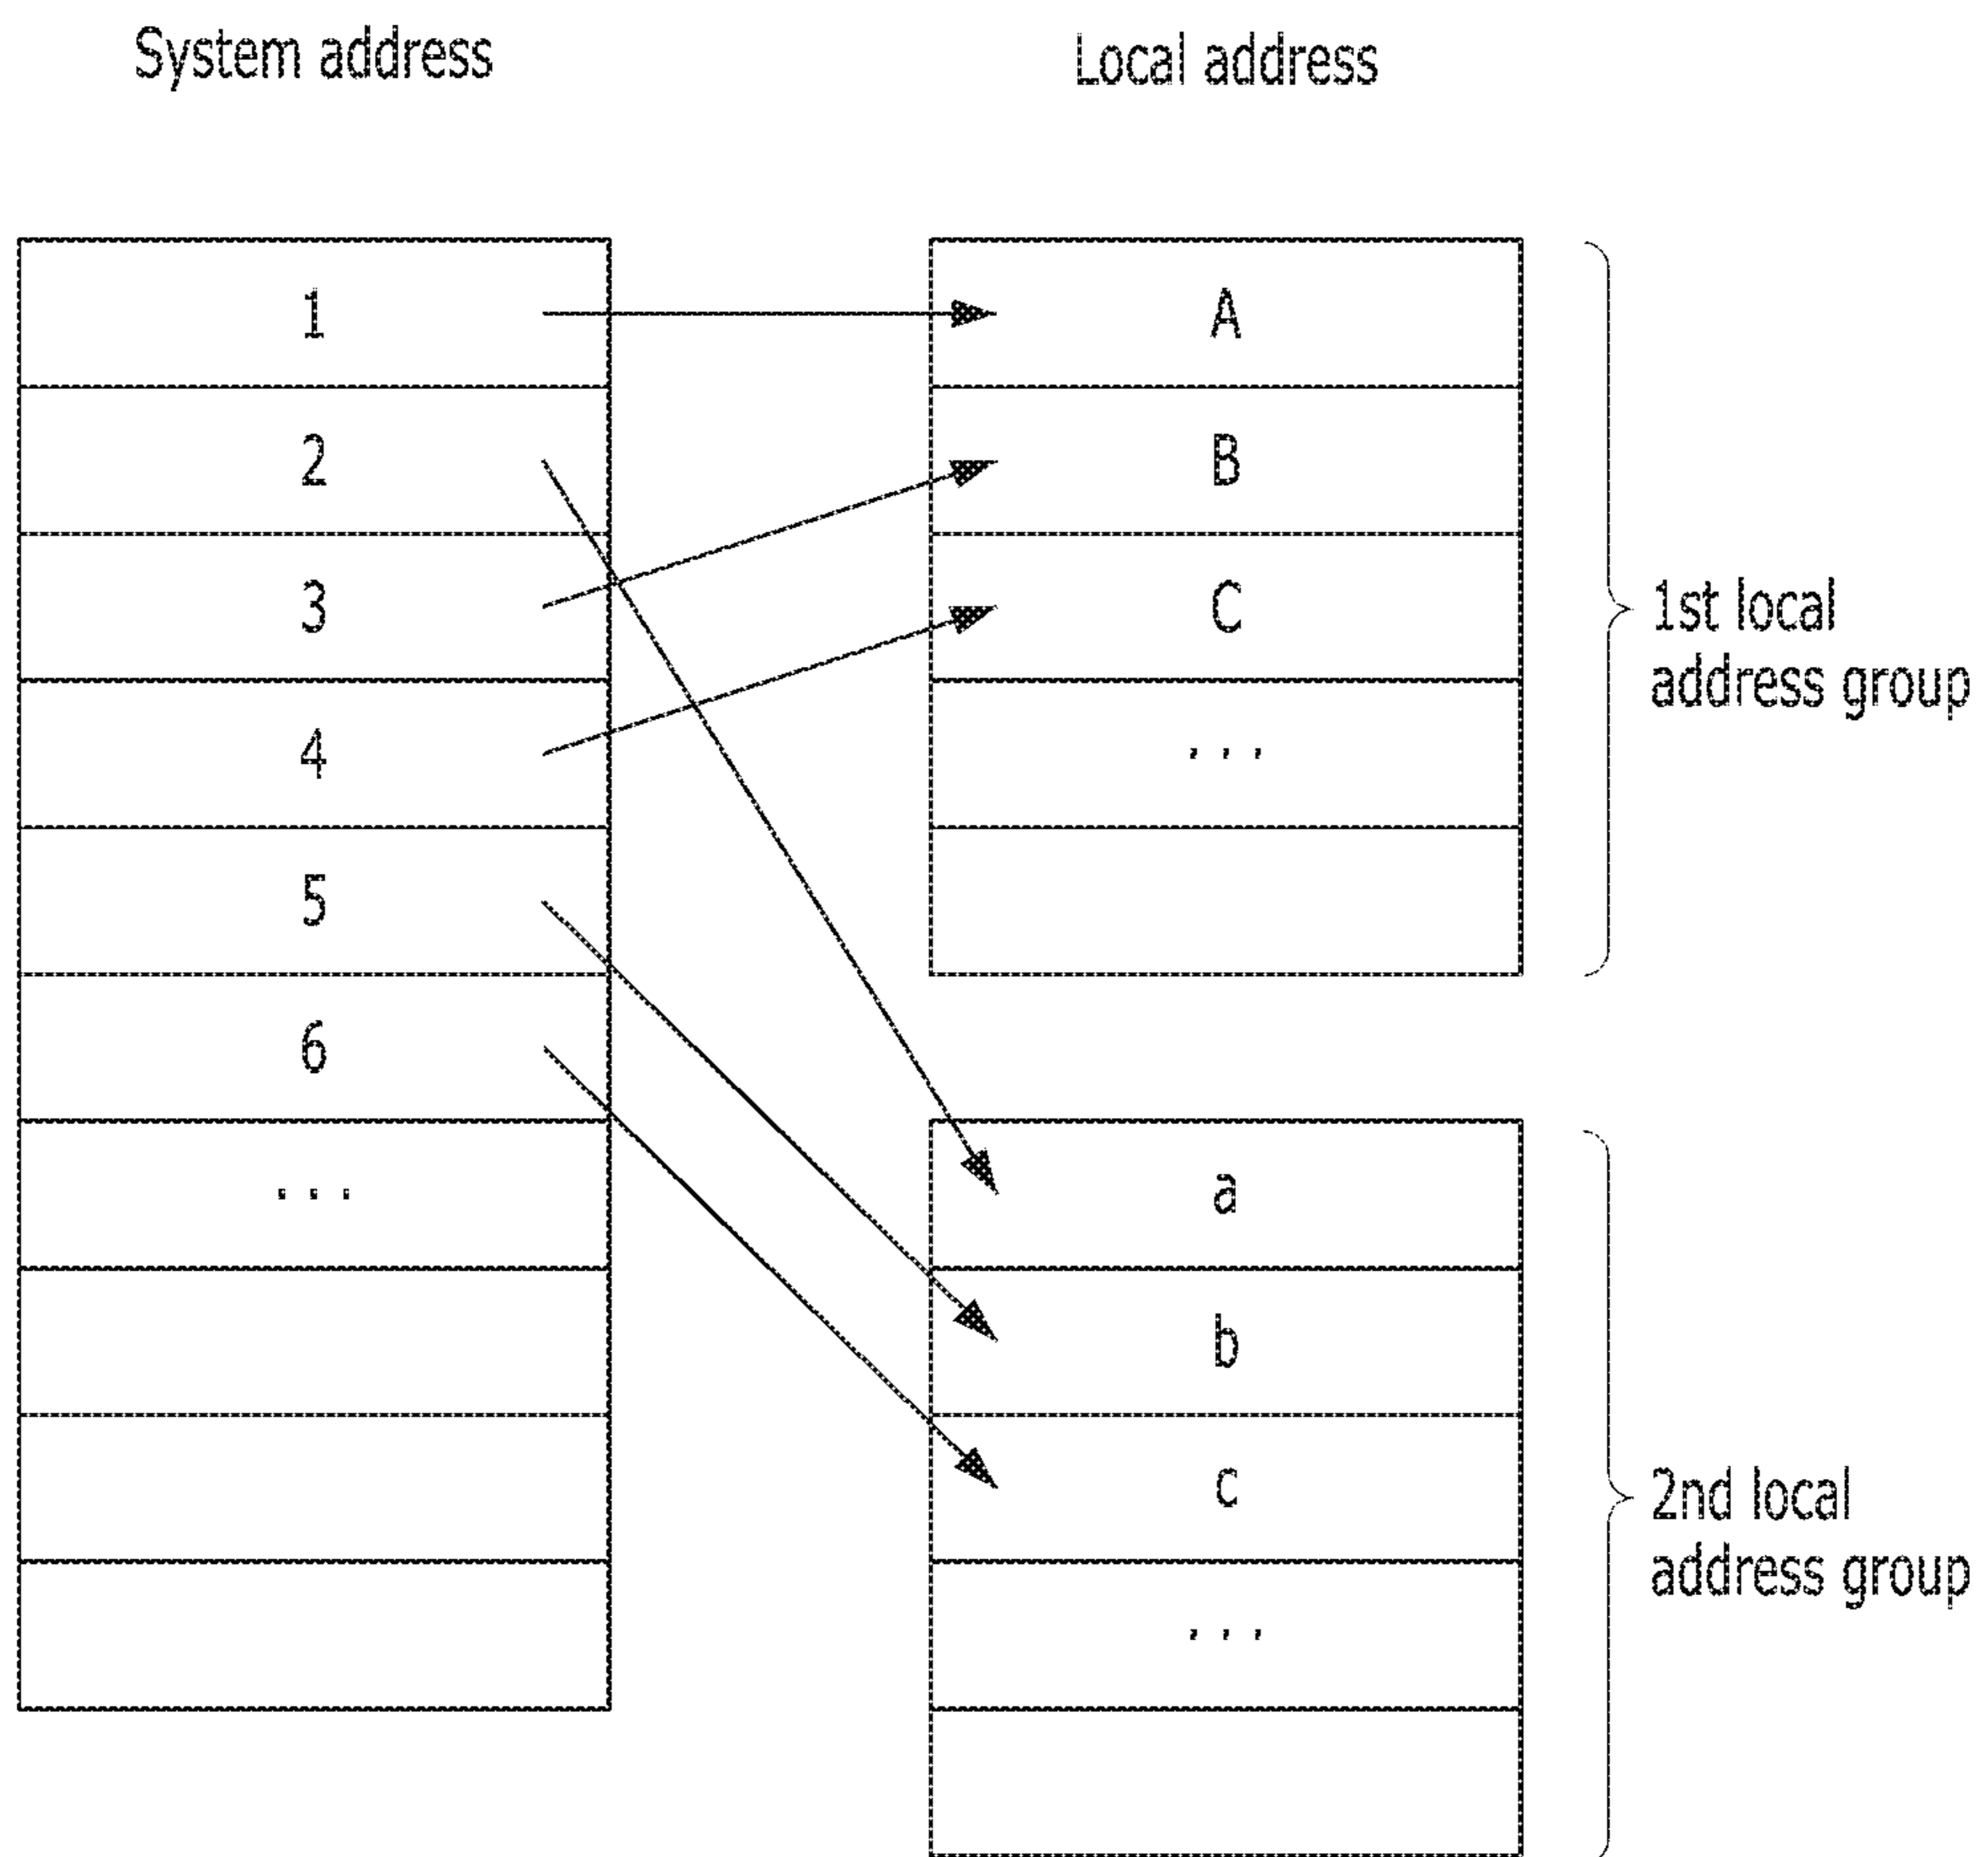 System address
Local address
1
2
3
4
5
6
...
A
B
C
...
1st local
address group
a
b
c
...
2nd local
address group